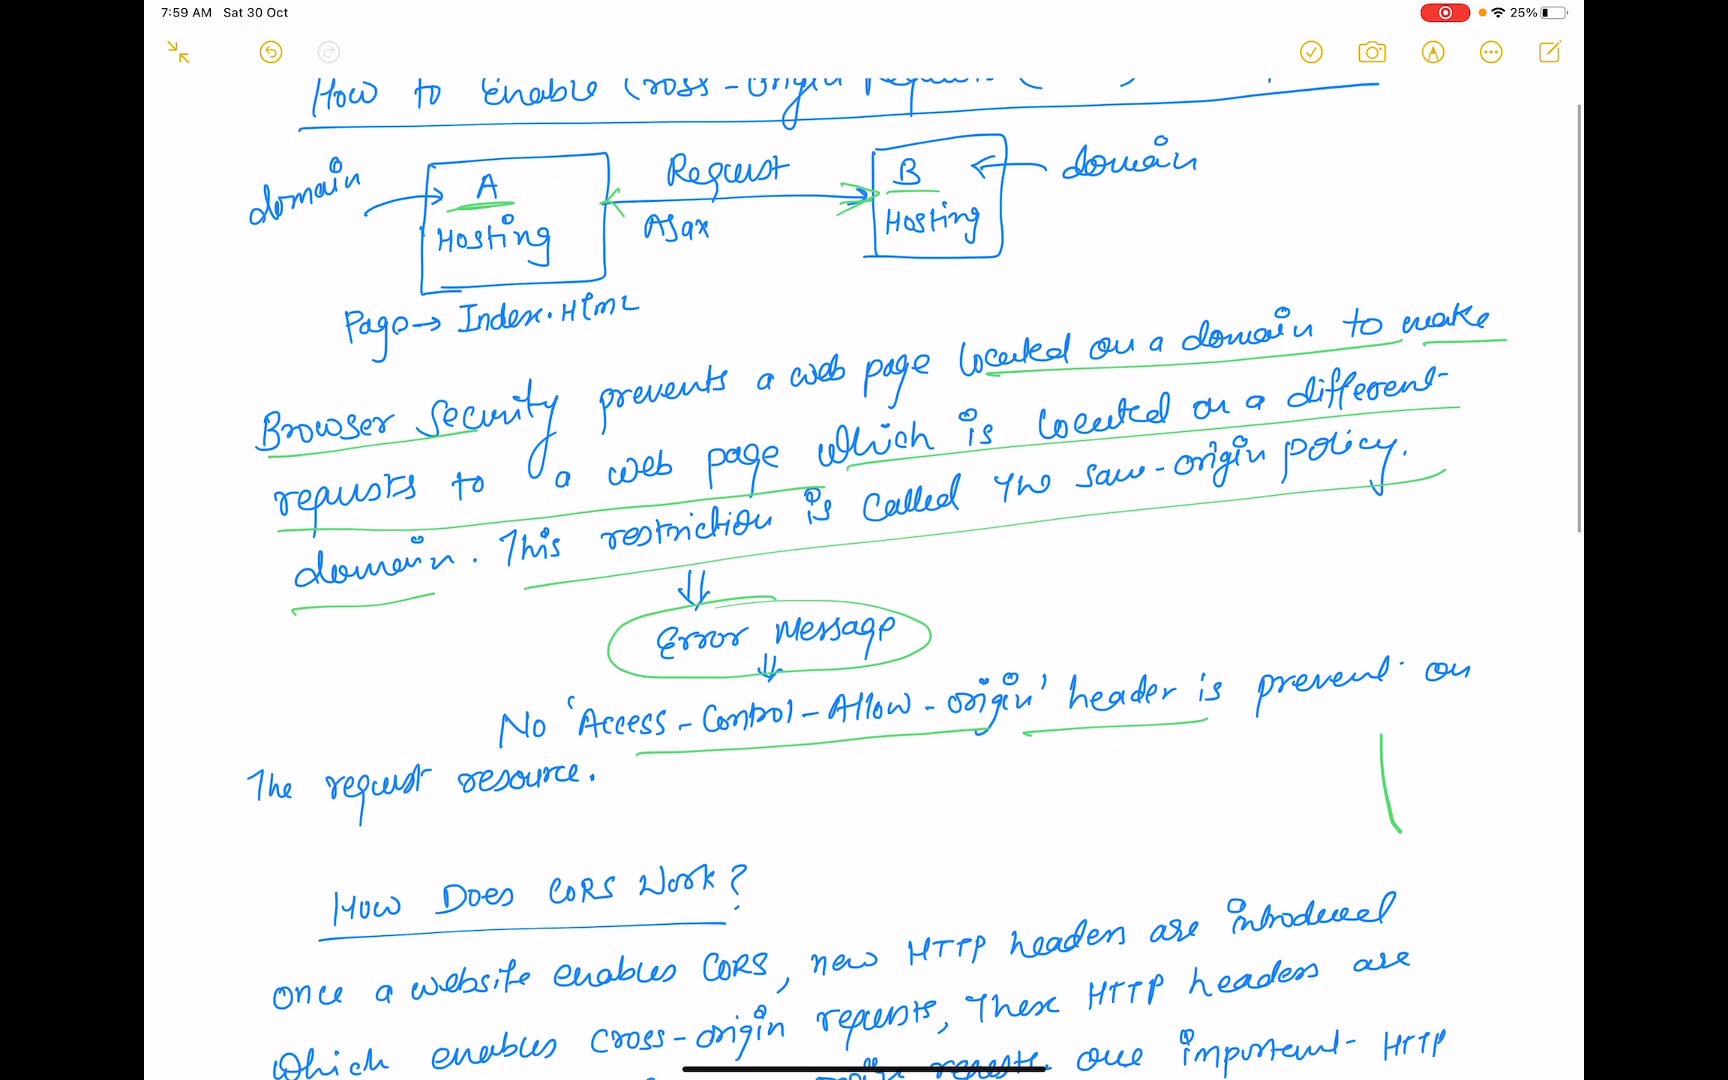 7:59 AM Sat 30 Oct
25%
How to Enable Cross-Origin
domain
A
Hosting
Request
Ajax
B
Hosting
domain
Page → Index.Html
Browser Security prevents a web page located on a domain to make
requsts to a web page which is located on a different
domain. This restriction is called The same-origin policy.
Error Message
No 'Access-Control-Allow-origin' header is prevent on
The request resource.
How Does CORS Work?
Once a website enables CORS, new HTTP headers are introduced
which enables cross-origin requests, These HTTP headers are
one important HTTP